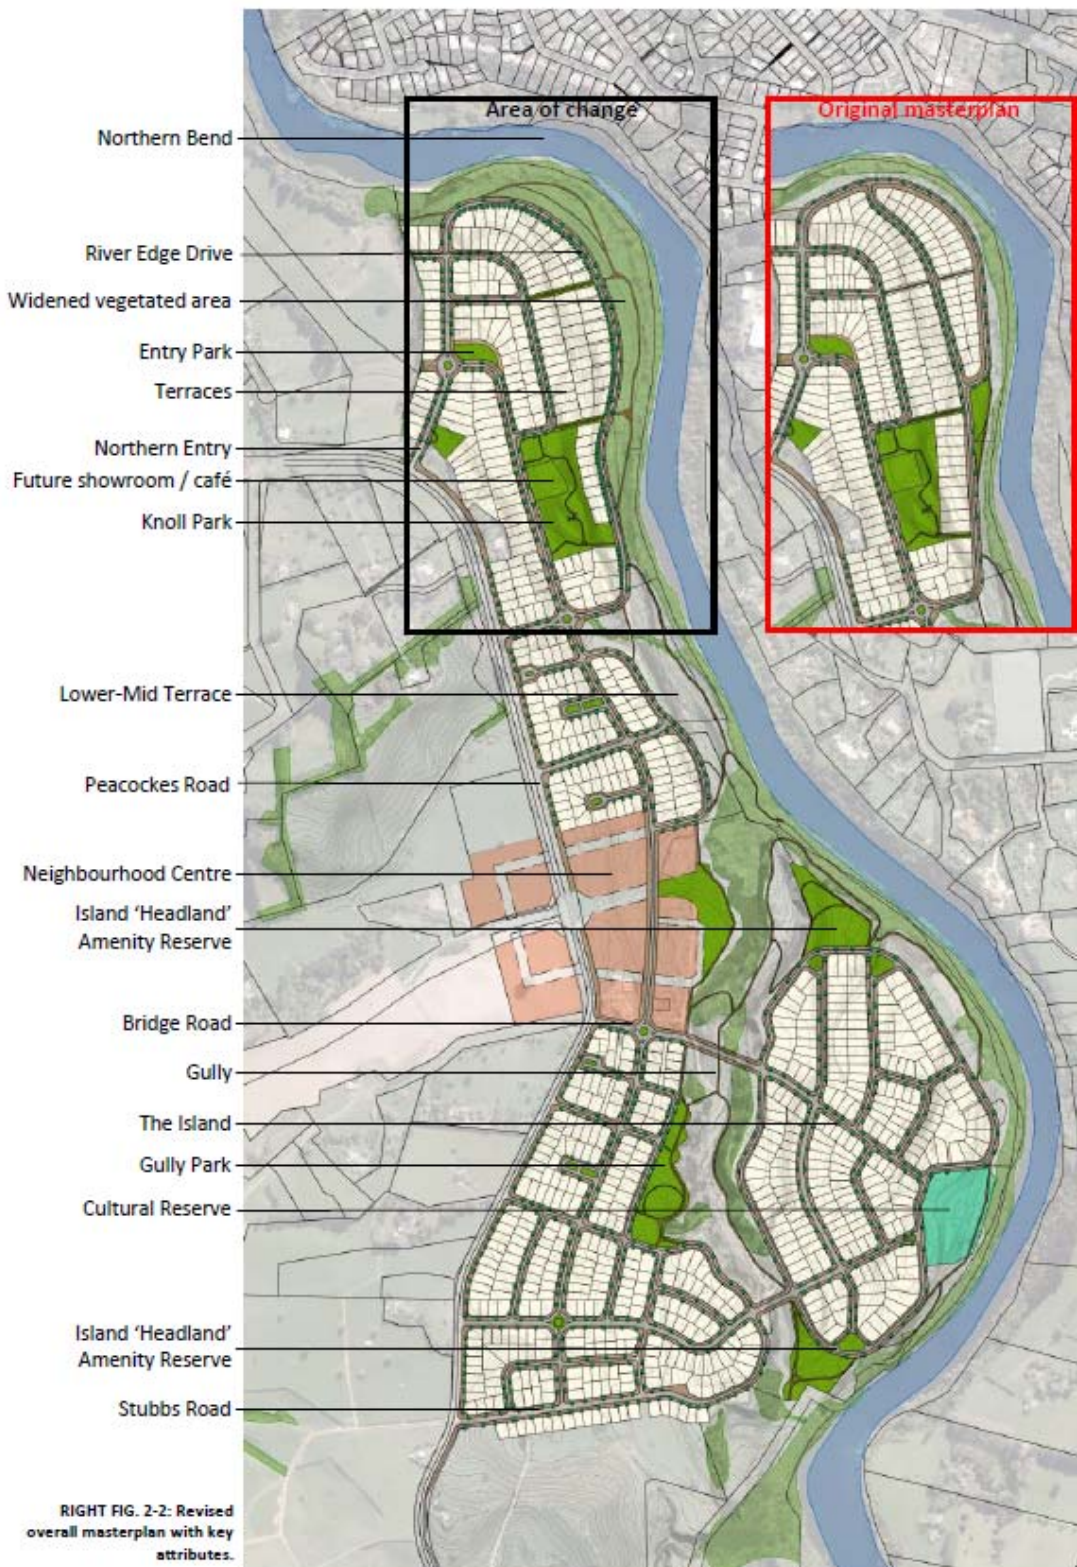 Area of change
Original masterplan
Northern Bend
River Edge Drive
Widened vegetated area
Entry Park
Terraces
Northern Entry
Future showroom / café
Knoll Park
Lower-Mid Terrace
Peacockes Road
Neighbourhood Centre
Island ‘Headland’
Amenity Reserve
Bridge Road
Gully
The Island
Gully Park
Cultural Reserve
Island ‘Headland’
Amenity Reserve
Stubbs Road
RIGHT FIG. 2-2: Revised
overall masterplan with key
attributes.